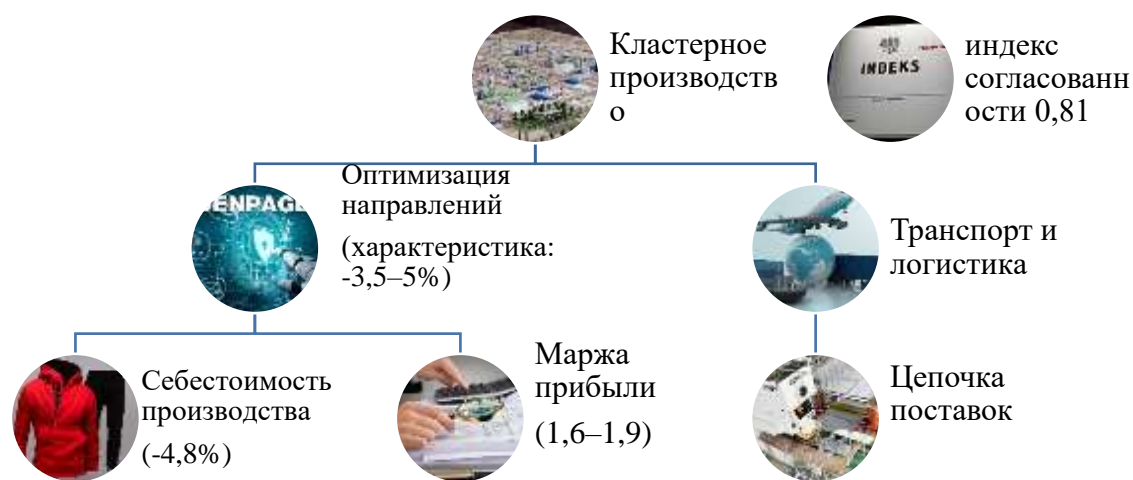 Кластерное
производств
о
INDEKS
индекс
согласованн
ости 0,81
Оптимизация
направлений
(характеристика:
-3,5–5%)
ENPAGE
Транспорт и
логистика
Себестоимость
производства
(-4,8%)
Маржа
прибыли
(1,6–1,9)
Цепочка
поставок